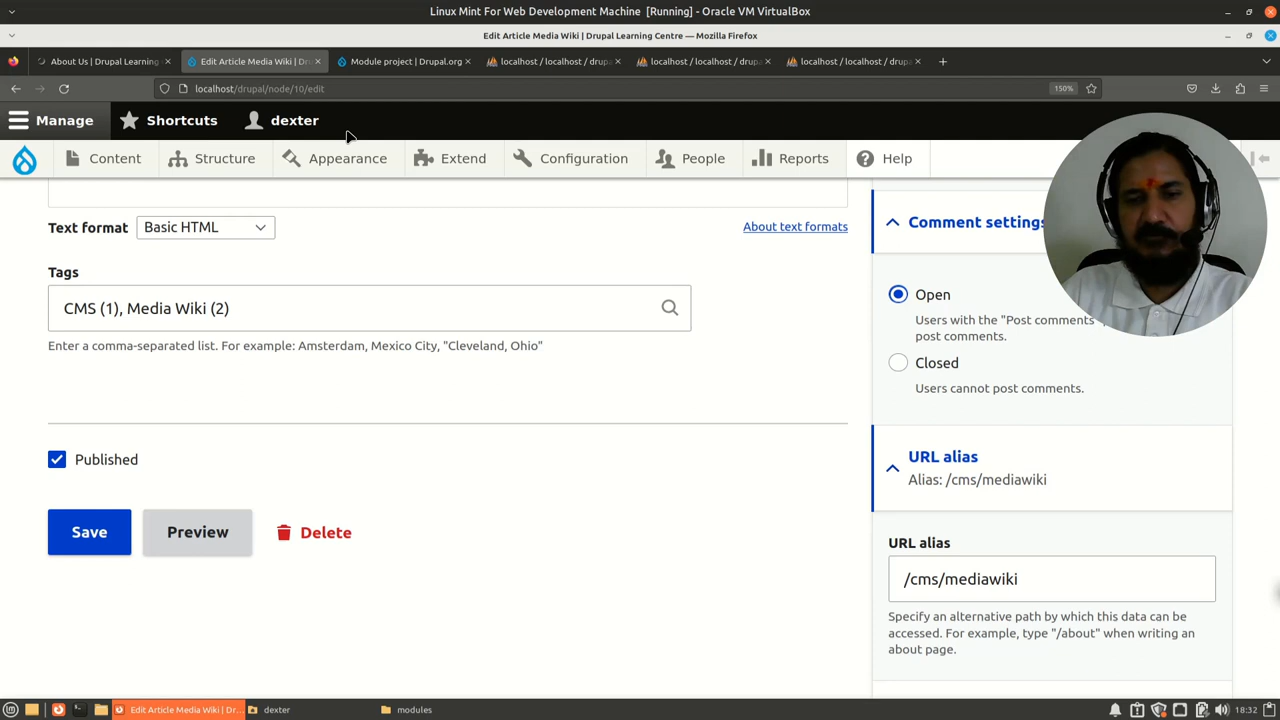 Linux Mint For Web Development Machine [Running] - Oracle VM VirtualBox
Edit Article Media Wiki | Drupal Learning Centre — Mozilla Firefox
About Us | Drupal Learning
Edit Article Media Wiki | Dr
Module project | Drupal.org
localhost / localhost / drup
localhost / localhost / drup
localhost / localhost / drup
localhost/drupal/node/10/edit
150%
Manage
Shortcuts
dexter
Content
Structure
Appearance
Extend
Configuration
People
Reports
Help
Text format
Basic HTML
About text formats
Tags
CMS (1), Media Wiki (2)
Enter a comma-separated list. For example: Amsterdam, Mexico City, "Cleveland, Ohio"
Published
Save
Preview
Delete
Comment settings
Open
Users with the "Post comments"
post comments.
Closed
Users cannot post comments.
URL alias
Alias: /cms/mediawiki
URL alias
/cms/mediawiki
Specify an alternative path by which this data can be
accessed. For example, type "/about" when writing an
about page.
Edit Article Media Wiki | Dr...
dexter
modules
18:32